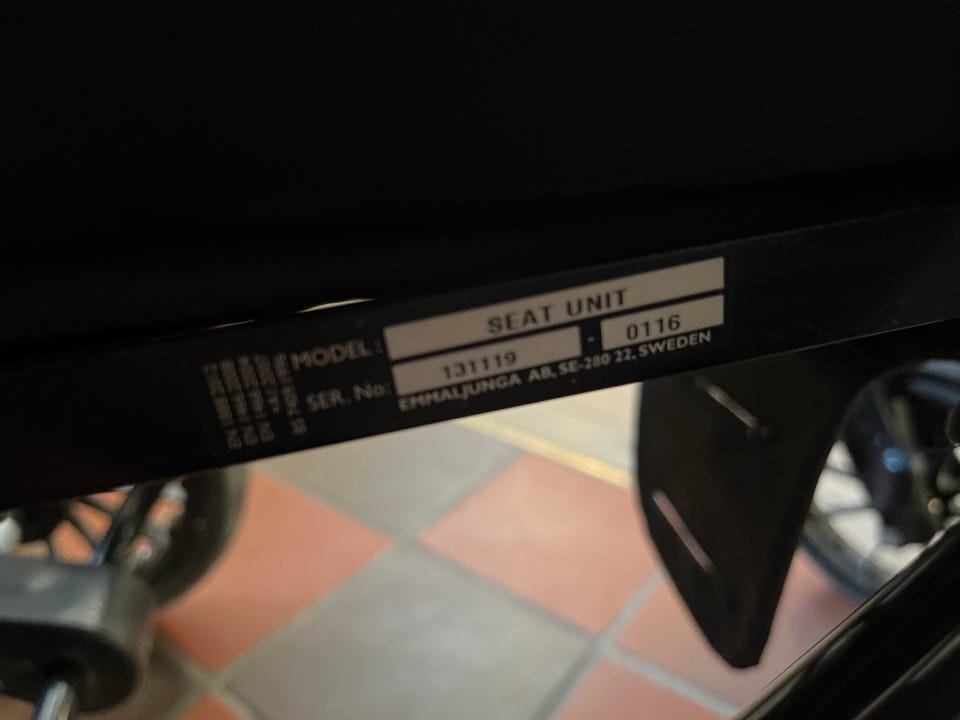 MODEL: SEAT UNIT
SER. No: 131119 - 0116
EMMALJUNGA AB, SE-280 22, SWEDEN